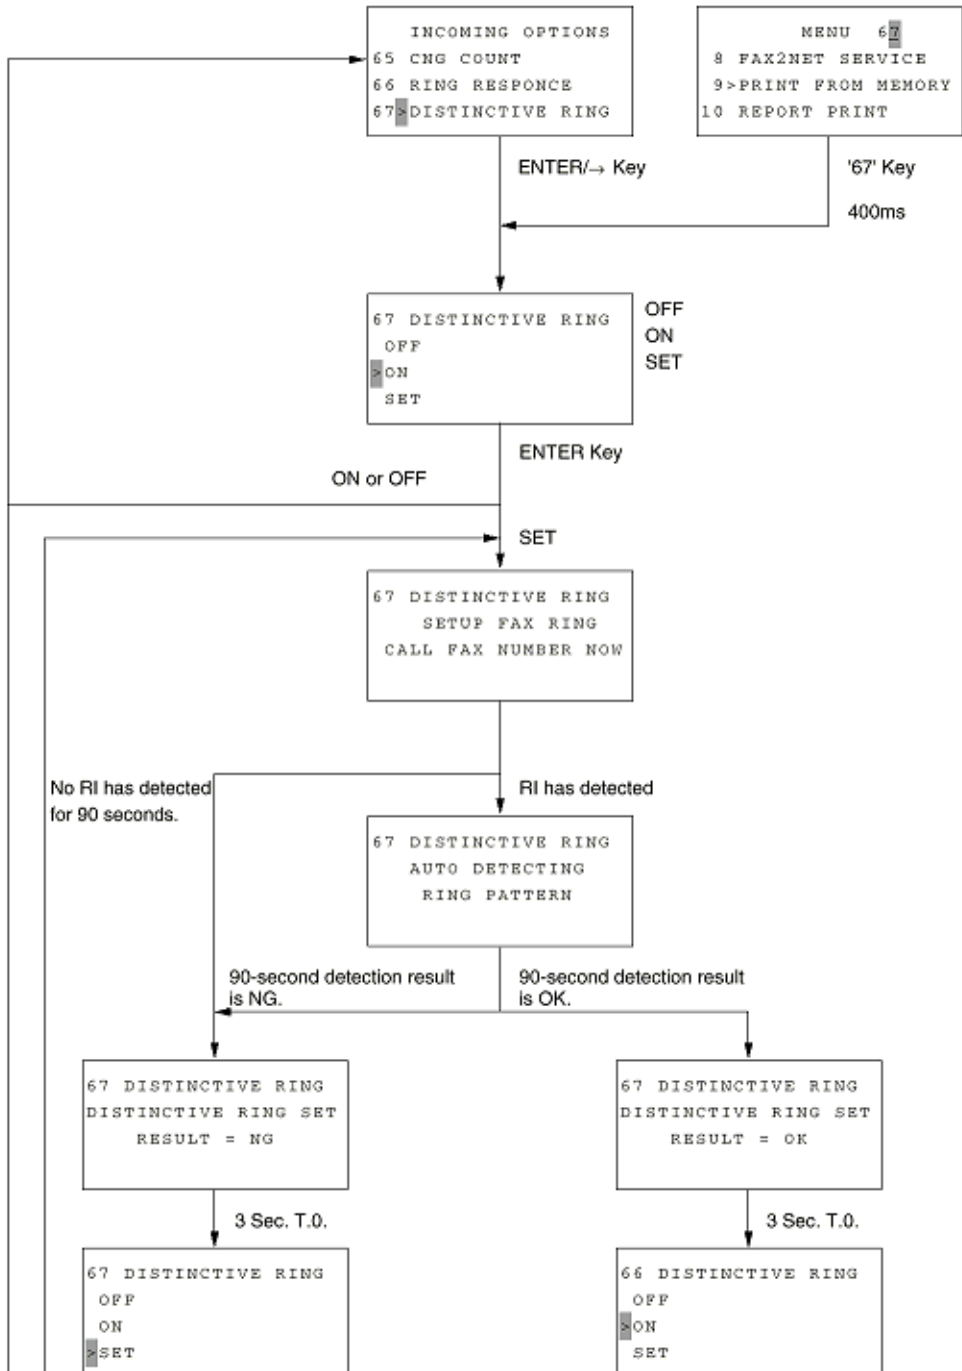 INCOMING OPTIONS
65 CNG COUNT
66 RING RESPONCE
67>DISTINCTIVE RING
MENU 67
8 FAX2NET SERVICE
9>PRINT FROM MEMORY
10 REPORT PRINT
ENTER/→ Key
'67' Key
400ms
67 DISTINCTIVE RING
OFF
>ON
SET
OFF
ON
SET
ENTER Key
ON or OFF
SET
67 DISTINCTIVE RING
SETUP FAX RING
CALL FAX NUMBER NOW
No RI has detected
for 90 seconds.
RI has detected
67 DISTINCTIVE RING
AUTO DETECTING
RING PATTERN
90-second detection result
is NG.
90-second detection result
is OK.
67 DISTINCTIVE RING
DISTINCTIVE RING SET
RESULT = NG
67 DISTINCTIVE RING
DISTINCTIVE RING SET
RESULT = OK
3 Sec. T.0.
3 Sec. T.0.
67 DISTINCTIVE RING
OFF
ON
>SET
66 DISTINCTIVE RING
OFF
>ON
SET